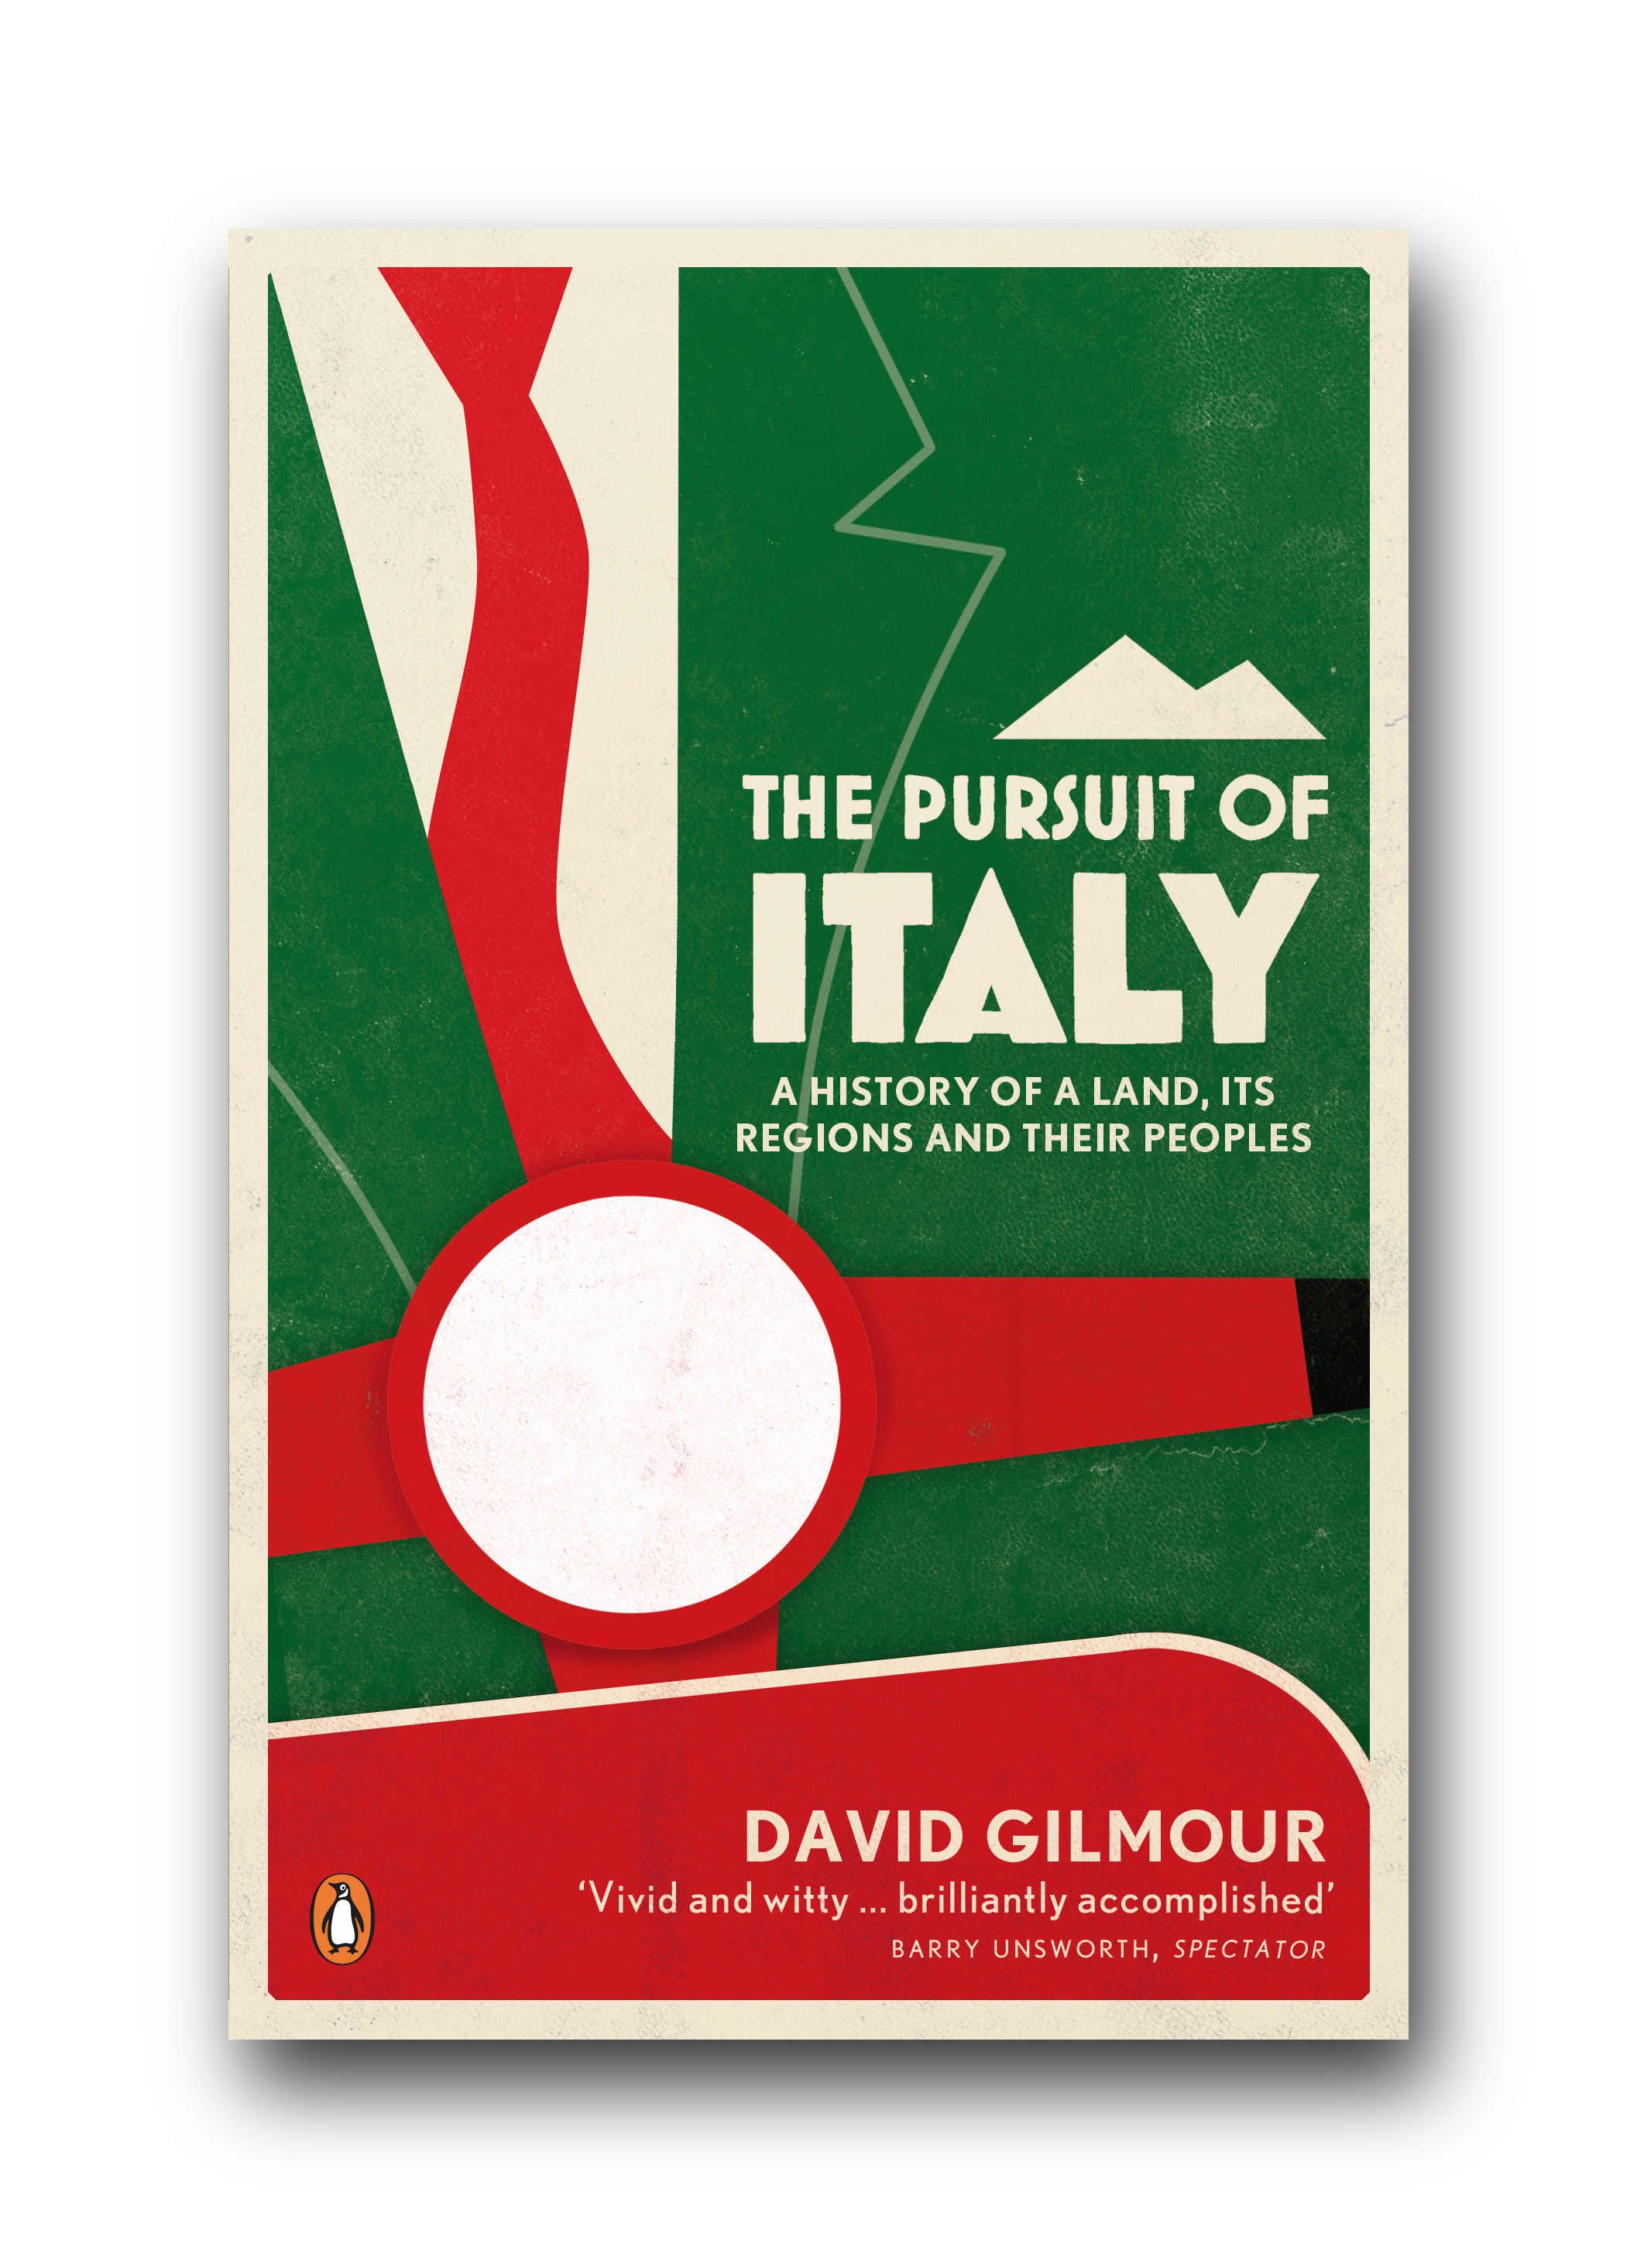 THE PURSUIT OF
ITALY
A HISTORY OF A LAND, ITS
REGIONS AND THEIR PEOPLES
DAVID GILMOUR
‘Vivid and witty ... brilliantly accomplished’
BARRY UNSWORTH, SPECTATOR